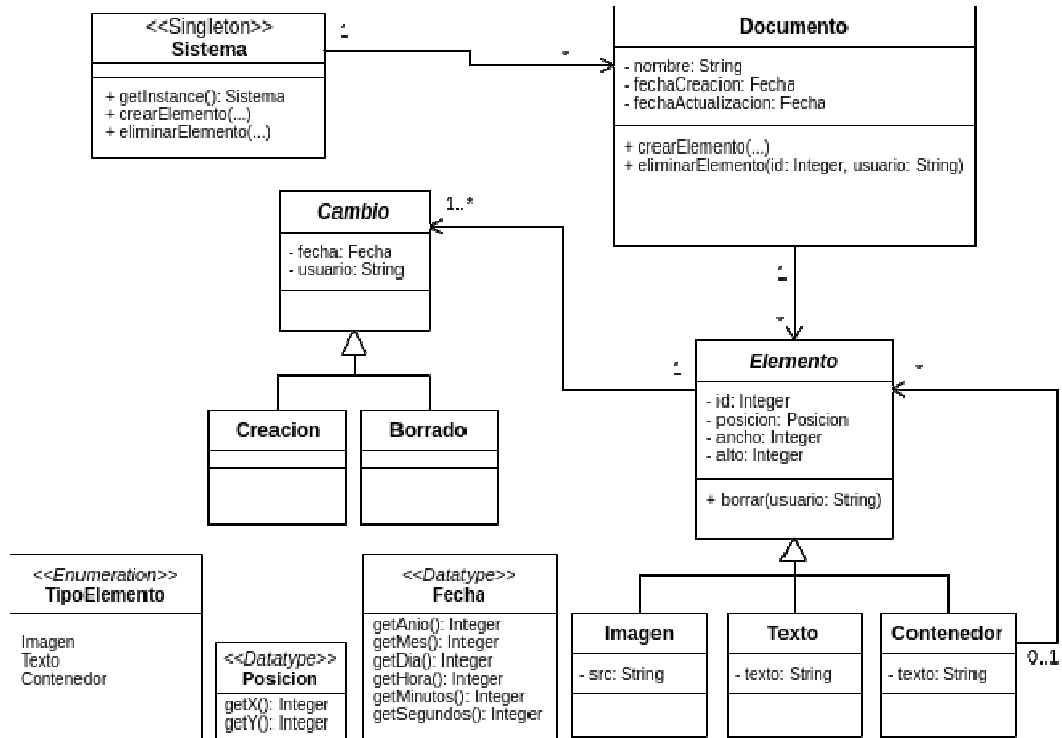 <<Singleton>>
Sistema
+ getInstance(): Sistema
+ crearElemento(...)
+ eliminarElemento(...)
1
*
Documento
- nombre: String
- fechaCreacion: Fecha
- fechaActualizacion: Fecha
+ crearElemento(...)
+ eliminarElemento(id: Integer, usuario: String)
Cambio
- fecha: Fecha
- usuario: String
1..*
1
*
1
*
Elemento
- id: Integer
- posicion: Posicion
- ancho: Integer
- alto: Integer
+ borrar(usuario: String)
Creacion
Borrado
<<Enumeration>>
TipoElemento
Imagen
Texto
Contenedor
<<Datatype>>
Posicion
getX(): Integer
getY(): Integer
<<Datatype>>
Fecha
getAnio(): Integer
getMes(): Integer
getDia(): Integer
getHora(): Integer
getMinutos(): Integer
getSegundos(): Integer
Imagen
- src: String
Texto
- texto: String
Contenedor
- texto: String
0..1